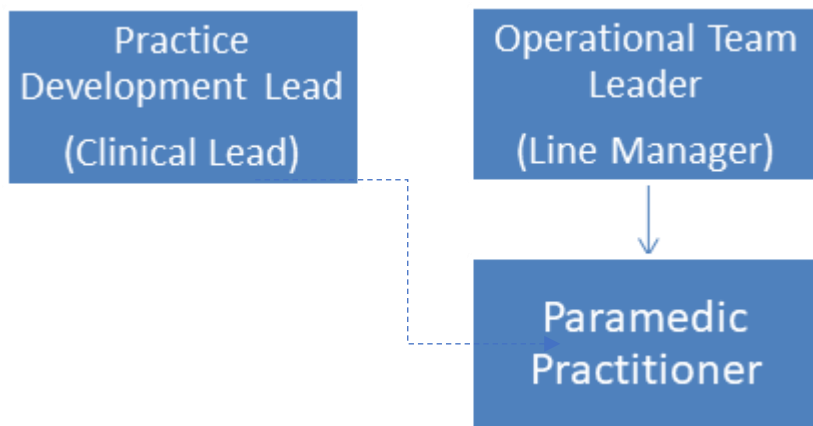 Practice
Development Lead
(Clinical Lead)
Operational Team
Leader
(Line Manager)
Paramedic
Practitioner